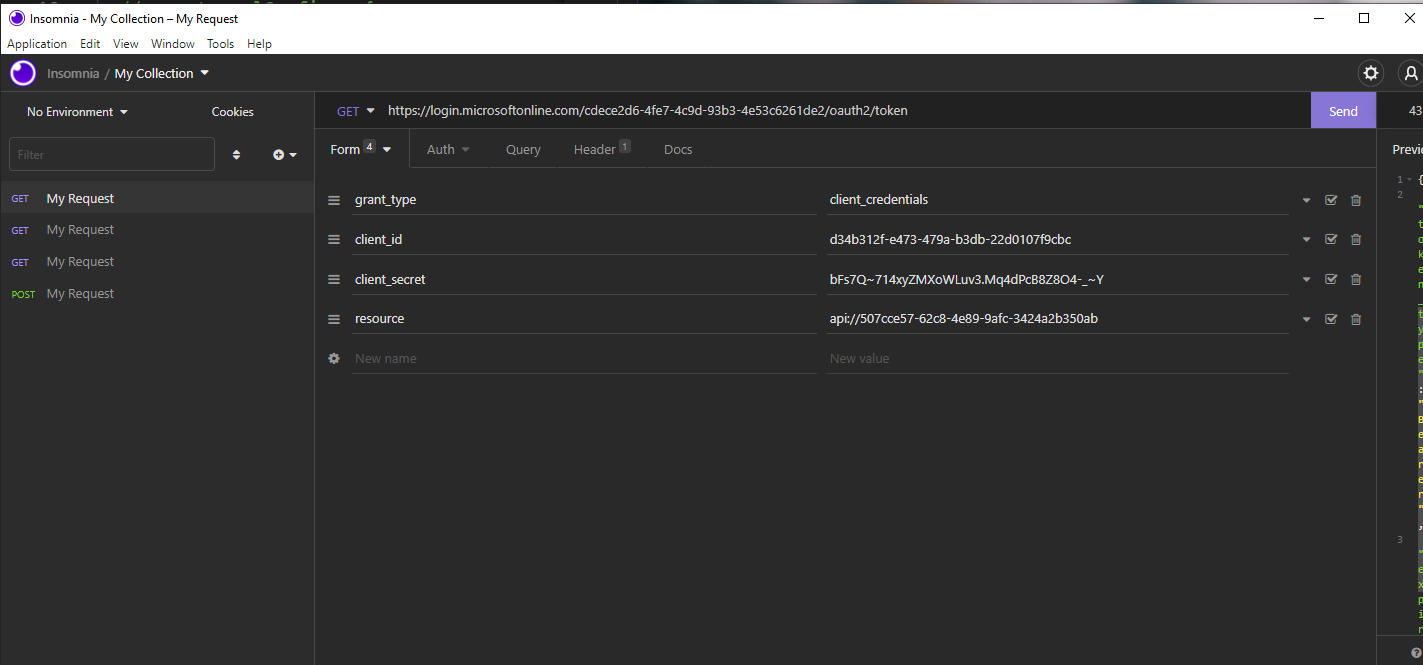 Insomnia - My Collection – My Request
Application Edit View Window Tools Help
Insomnia / My Collection
No Environment Cookies
GET https://login.microsoftonline.com/cdece2d6-4fe7-4c9d-93b3-4e53c6261de2/oauth2/token Send 43
Filter
Form 4 Auth Query Header 1 Docs
GET My Request
GET My Request
GET My Request
POST My Request
grant_type client_credentials
client_id d34b312f-e473-479a-b3db-22d0107f9cbc
client_secret bFs7Q~714xyZMXoWLuv3.Mq4dPcB8Z8O4-_~Y
resource api://507cce57-62c8-4e89-9afc-3424a2b350ab
New name New value
1 {
2
3